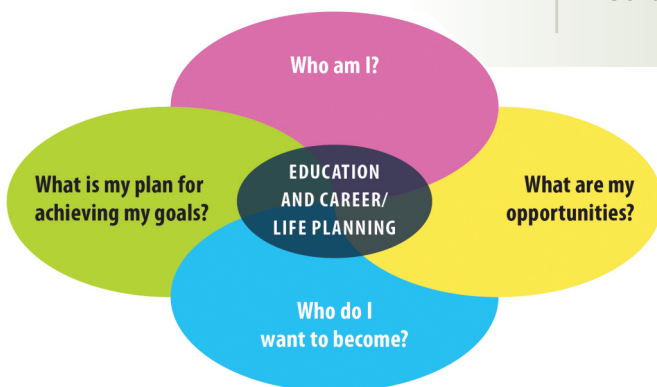 Who am I?
What is my plan for
achieving my goals?
EDUCATION
AND CAREER/
LIFE PLANNING
What are my
opportunities?
Who do I
want to become?